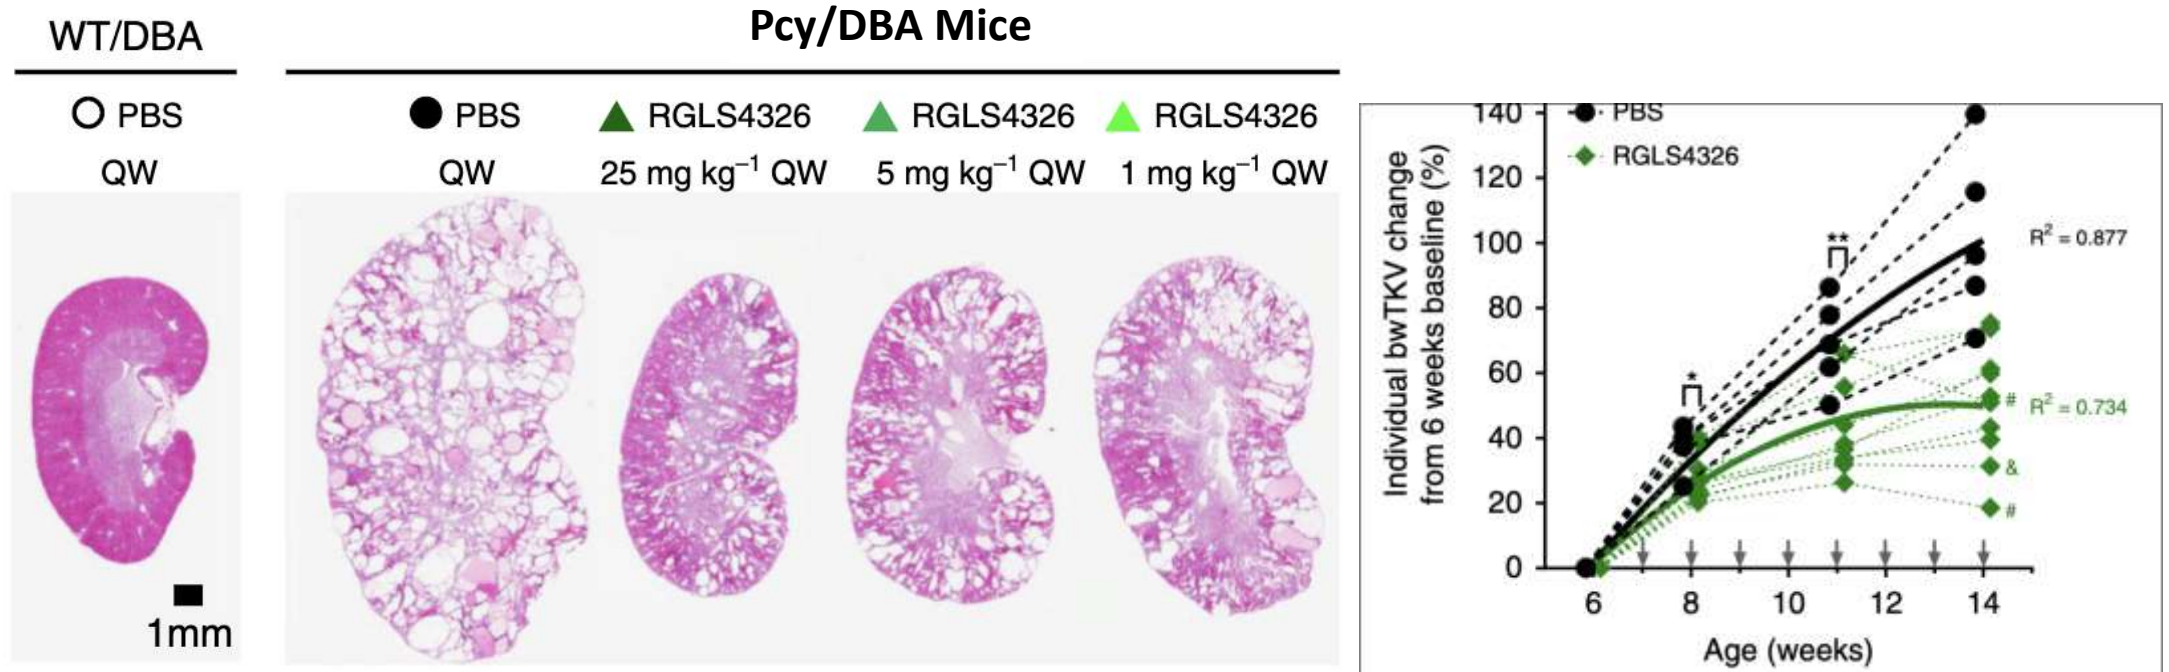 WT/DBA
PBS
QW
1mm
Pcy/DBA Mice
PBS
QW
RGLS4326
25 mg kg⁻¹ QW
RGLS4326
5 mg kg⁻¹ QW
RGLS4326
1 mg kg⁻¹ QW
Individual bwTKV change
from 6 weeks baseline (%)
140
120
100
80
60
40
20
0
PBS
RGLS4326
*
**
R² = 0.877
# R² = 0.734
&
#
6 8 10 12 14
Age (weeks)